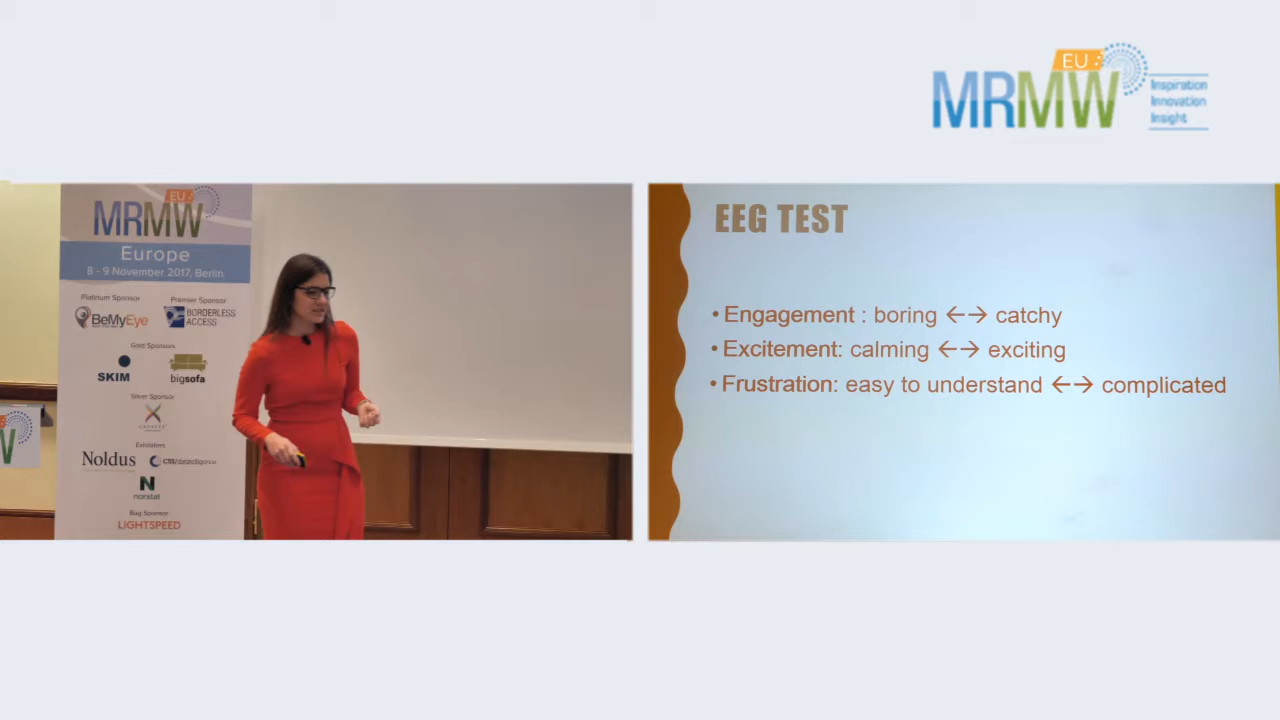 EU
MRMW
Inspiration
Innovation
Insight
EU
MRMW
Europe
8 - 9 November 2017, Berlin
Platinum Sponsor
Premier Sponsor
BeMyEye
BORDERLESS
ACCESS
Gold Sponsors
SKIM
bigsofa
Silver Sponsor
Exhibitors
Noldus
norstat
Bag Sponsor
LIGHTSPEED
W
EEG TEST
• Engagement : boring ←→ catchy
• Excitement: calming ←→ exciting
• Frustration: easy to understand ←→ complicated